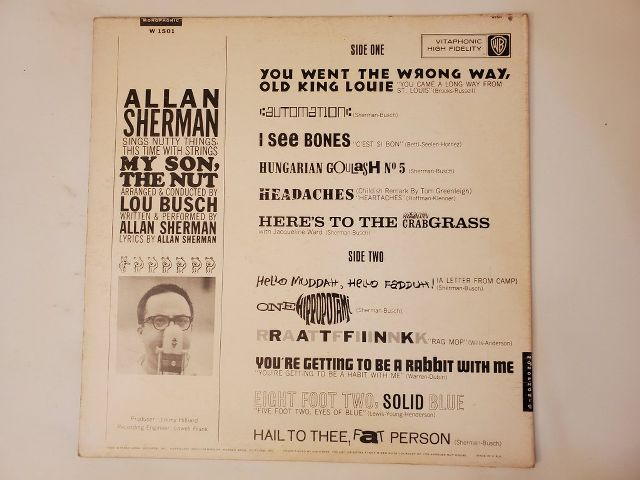 MONOPHONIC
W 1501
VITAPHONIC
HIGH FIDELITY
WB
ALLAN
SHERMAN
SINGS NUTTY THINGS,
THIS TIME WITH STRINGS
MY SON,
THE NUT
ARRANGED & CONDUCTED BY
LOU BUSCH
WRITTEN & PERFORMED BY
ALLAN SHERMAN
LYRICS BY ALLAN SHERMAN
Producer: Jimmy Hilliard
Recording Engineer: Lowell Frank
SIDE ONE
YOU WENT THE WRONG WAY,
OLD KING LOUIE "YOU CAME A LONG WAY FROM
ST. LOUIS" (Brooks-Russell)
automation (Sherman-Busch)
I see BONES "C'EST SI BON" (Betti-Seelen-Hornez)
HUNGARIAN GOULASH No 5 (Sherman-Busch)
HEADACHES (Childish Remark By Tom Greenleigh)
"HEARTACHES" (Hoffman-Klenner)
HERE'S TO THE CRABGRASS
with Jacqueline Ward (Sherman-Busch)
SIDE TWO
Hello Muddah, Hello Fadduh! (A LETTER FROM CAMP)
(Sherman-Busch)
ONE HIPPOPOTAMI (Sherman-Busch)
RRAATTFFIINNKK "RAG MOP" (Wills-Anderson)
YOU'RE GETTING TO BE A RABBIT WITH ME
"YOU'RE GETTING TO BE A HABIT WITH ME" (Warren-Dubin)
EIGHT FOOT TWO, SOLID BLUE
"FIVE FOOT TWO, EYES OF BLUE" (Lewis-Young-Henderson)
HAIL TO THEE, FAT PERSON (Sherman-Busch)